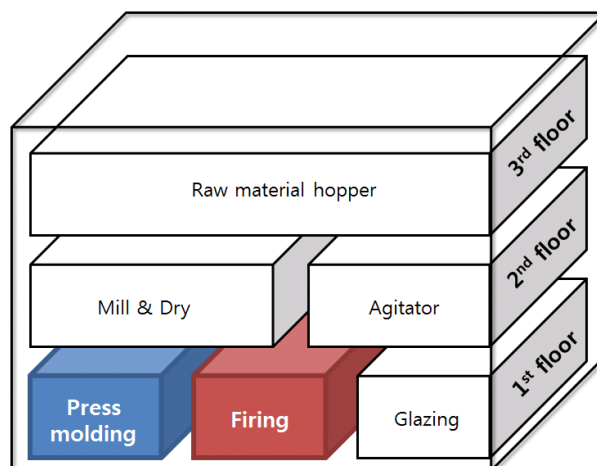 Raw material hopper
3rd floor
Mill & Dry
Agitator
2nd floor
Press
molding
Firing
Glazing
1st floor